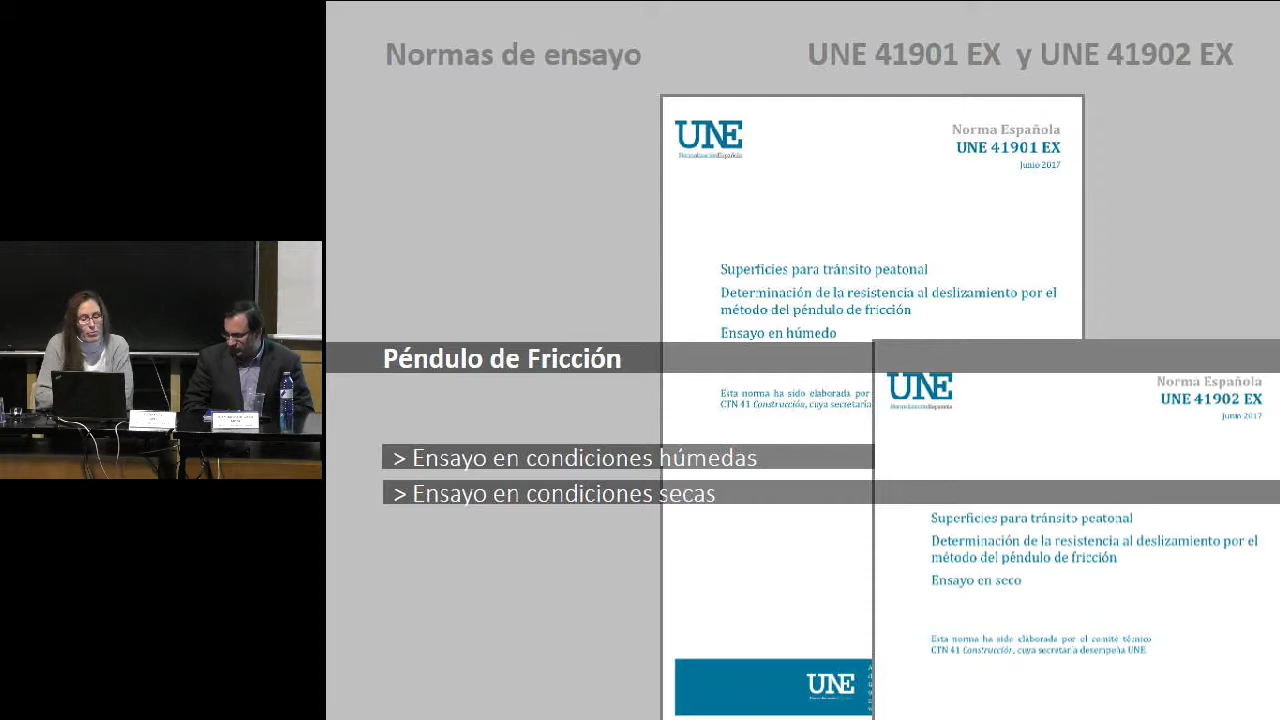 Normas de ensayo
UNE 41901 EX y UNE 41902 EX
UNE
NormalizaciónEspañola
Norma Española
UNE 41901 EX
Junio 2017
Superficies para tránsito peatonal
Determinación de la resistencia al deslizamiento por el
método del péndulo de fricción
Ensayo en húmedo
Péndulo de Fricción
Esta norma ha sido elaborada por
CTN 41 Construcción, cuya secretaría
> Ensayo en condiciones húmedas
> Ensayo en condiciones secas
UNE
UNE
NormalizaciónEspañola
Norma Española
UNE 41902 EX
Junio 2017
Superficies para tránsito peatonal
Determinación de la resistencia al deslizamiento por el
método del péndulo de fricción
Ensayo en seco
Esta norma ha sido elaborada por el comité técnico
CTN 41 Construcción, cuya secretaría desempeña UNE.